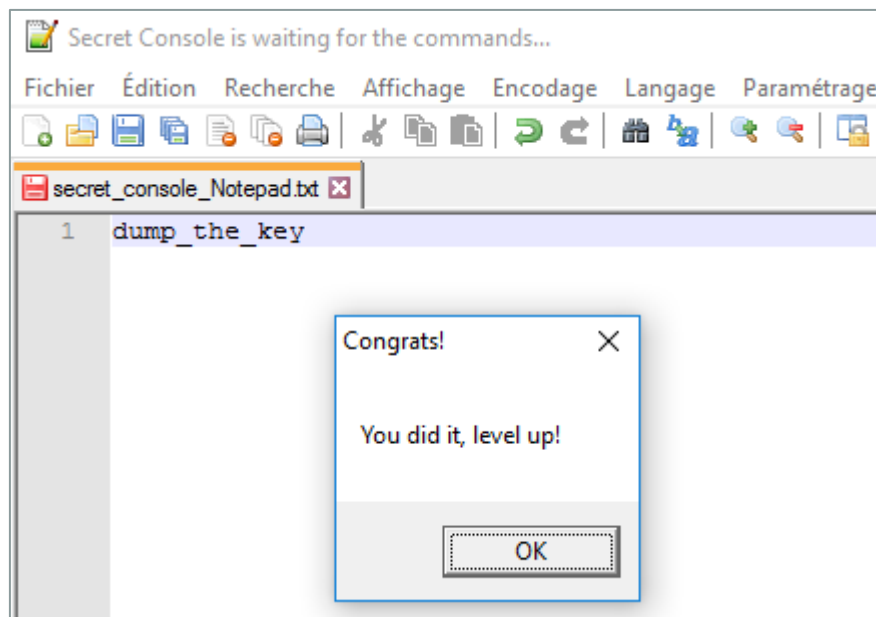 Secret Console is waiting for the commands...
Fichier Édition Recherche Affichage Encodage Langage Paramétrage
secret_console_Notepad.txt
1 dump_the_key
Congrats!
You did it, level up!
OK